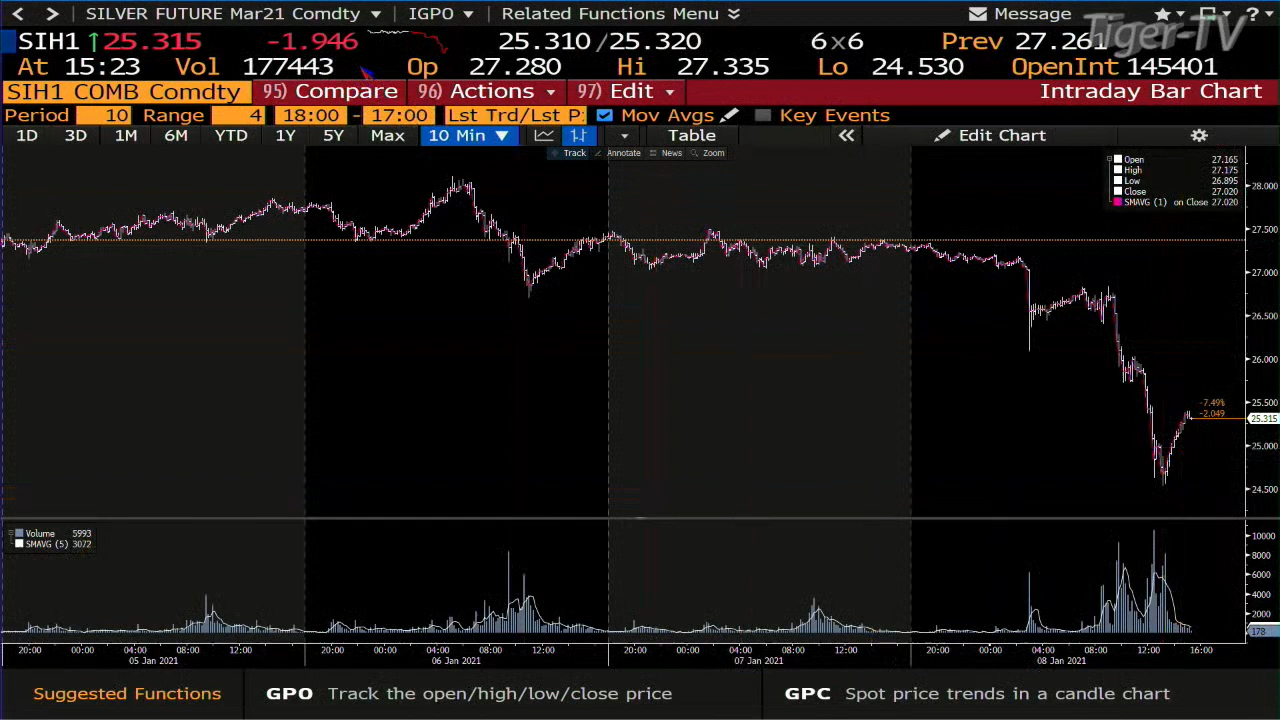 SILVER FUTURE Mar21 Comdty IGPO Related Functions Menu Message ?
Tiger-TV
SIH1 ↑25.315 -1.946 25.310/25.320 6x6 Prev 27.261
At 15:23 Vol 177443 Op 27.280 Hi 27.335 Lo 24.530 OpenInt 145401
SIH1 COMB Comdty 95) Compare 96) Actions 97) Edit Intraday Bar Chart
Period 10 Range 4 18:00 - 17:00 Lst Trd/Lst P Mov Avgs Key Events
1D 3D 1M 6M YTD 1Y 5Y Max 10 Min Table Edit Chart
Track Annotate News Zoom
Open 27.165
High 27.175
Low 26.895
Close 27.020
SMAVG (1) on Close 27.020
28.000
27.500
27.000
26.500
26.000
25.500
-7.49%
-2.049
25.315
25.000
24.500
Volume 5993
SMAVG (5) 3072
10000
8000
6000
4000
2000
178
20:00 00:00 04:00 08:00 12:00 20:00 00:00 04:00 08:00 12:00 20:00 00:00 04:00 08:00 12:00 20:00 00:00 04:00 08:00 12:00 16:00
05 Jan 2021 06 Jan 2021 07 Jan 2021 08 Jan 2021
Suggested Functions GPO Track the open/high/low/close price GPC Spot price trends in a candle chart